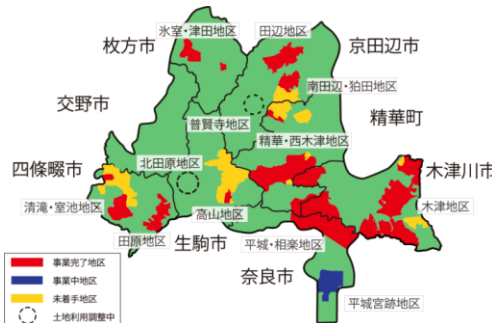 氷室・津田地区
田辺地区
枚方市
京田辺市
南田辺・狛田地区
交野市
普賢寺地区
精華町
精華・西木津地区
四條畷市
北田原地区
木津川市
清滝・室池地区
高山地区
木津地区
田原地区
生駒市
平城・相楽地区
奈良市
平城宮跡地区
事業完了地区
事業中地区
未着手地区
土地利用調整中